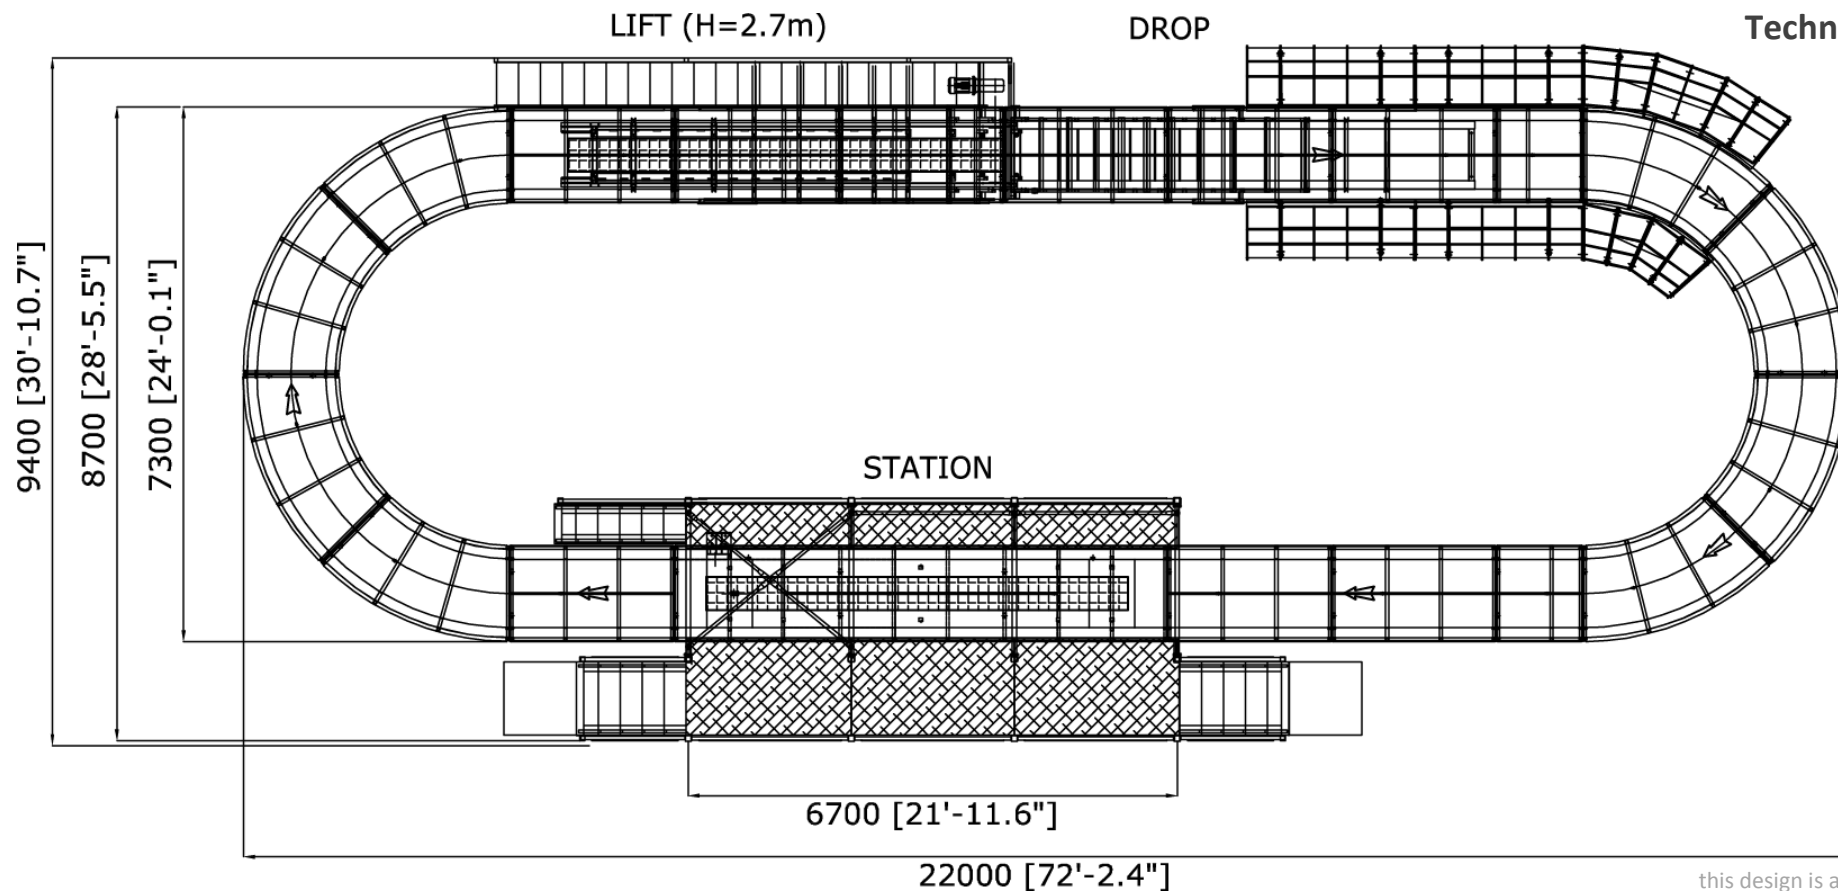 LIFT (H=2.7m)
DROP
Techn
9400 [30'-10.7"]
8700 [28'-5.5"]
7300 [24'-0.1"]
STATION
6700 [21'-11.6"]
22000 [72'-2.4"]
this design is a